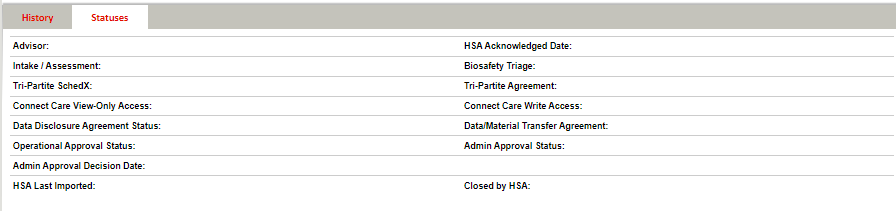 History Statuses
Advisor: HSA Acknowledged Date:
Intake / Assessment: Biosafety Triage:
Tri-Partite SchedX: Tri-Partite Agreement:
Connect Care View-Only Access: Connect Care Write Access:
Data Disclosure Agreement Status: Data/Material Transfer Agreement:
Operational Approval Status: Admin Approval Status:
Admin Approval Decision Date:
HSA Last Imported: Closed by HSA: